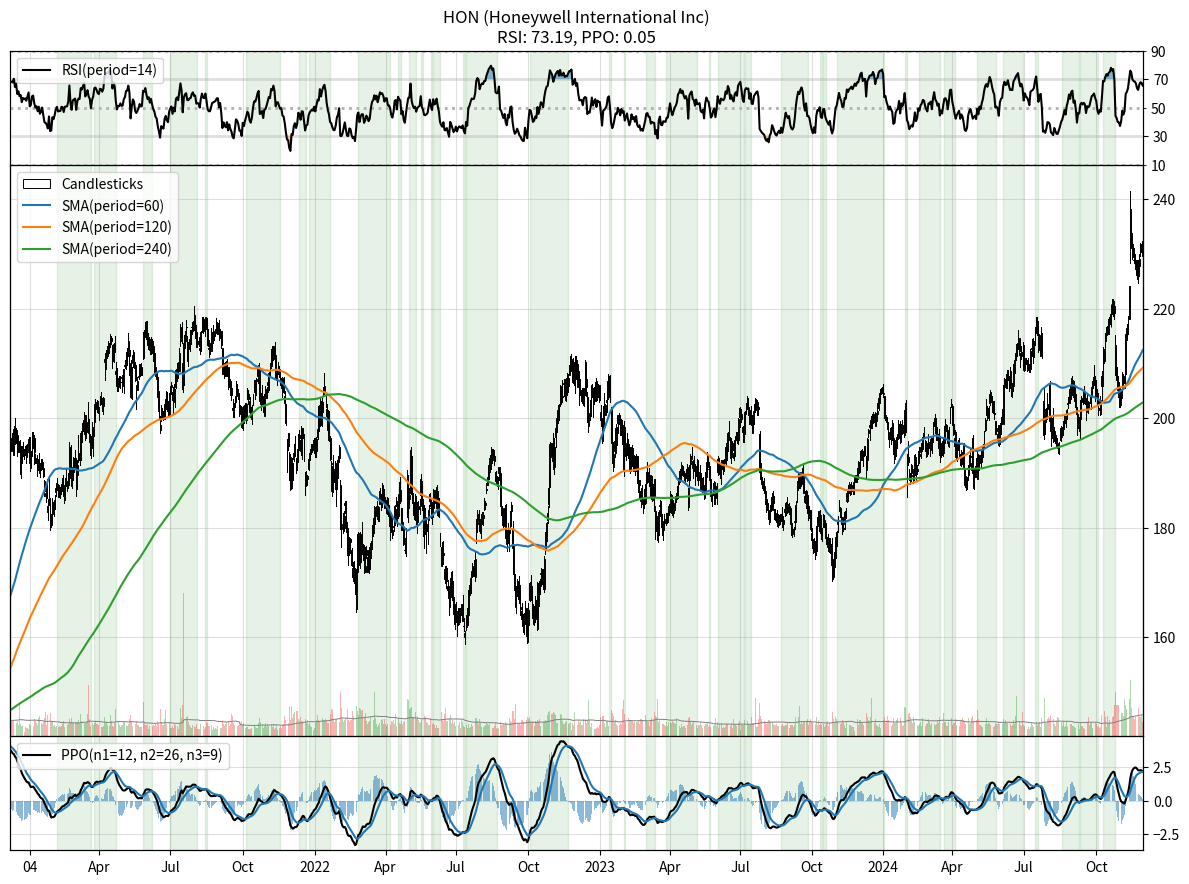 HON (Honeywell International Inc)
RSI: 73.19, PPO: 0.05
RSI(period=14)
90
70
50
30
10
Candlesticks
SMA(period=60)
SMA(period=120)
SMA(period=240)
240
220
200
180
160
PPO(n1=12, n2=26, n3=9)
2.5
0.0
−2.5
04 Apr Jul Oct 2022 Apr Jul Oct 2023 Apr Jul Oct 2024 Apr Jul Oct